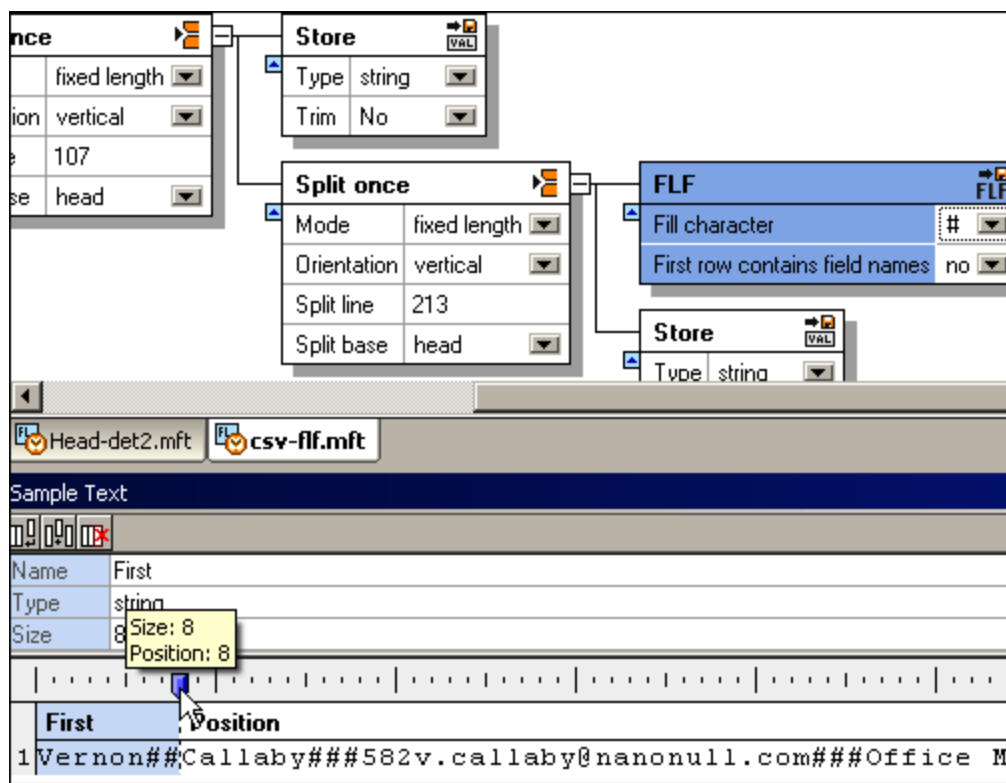 nce
fixed length
ion vertical
107
se head
Store
VAL
Type string
Trim No
Split once
Mode fixed length
Orientation vertical
Split line 213
Split base head
FLF
FLF
Fill character #
First row contains field names no
Store
VAL
Type string
Head-det2.mft
csv-flf.mft
Sample Text
Name First
Type string
Size 8
Size: 8
Position: 8
First Position
1 Vernon##Callaby###582v.callaby@nanonull.com###Office M